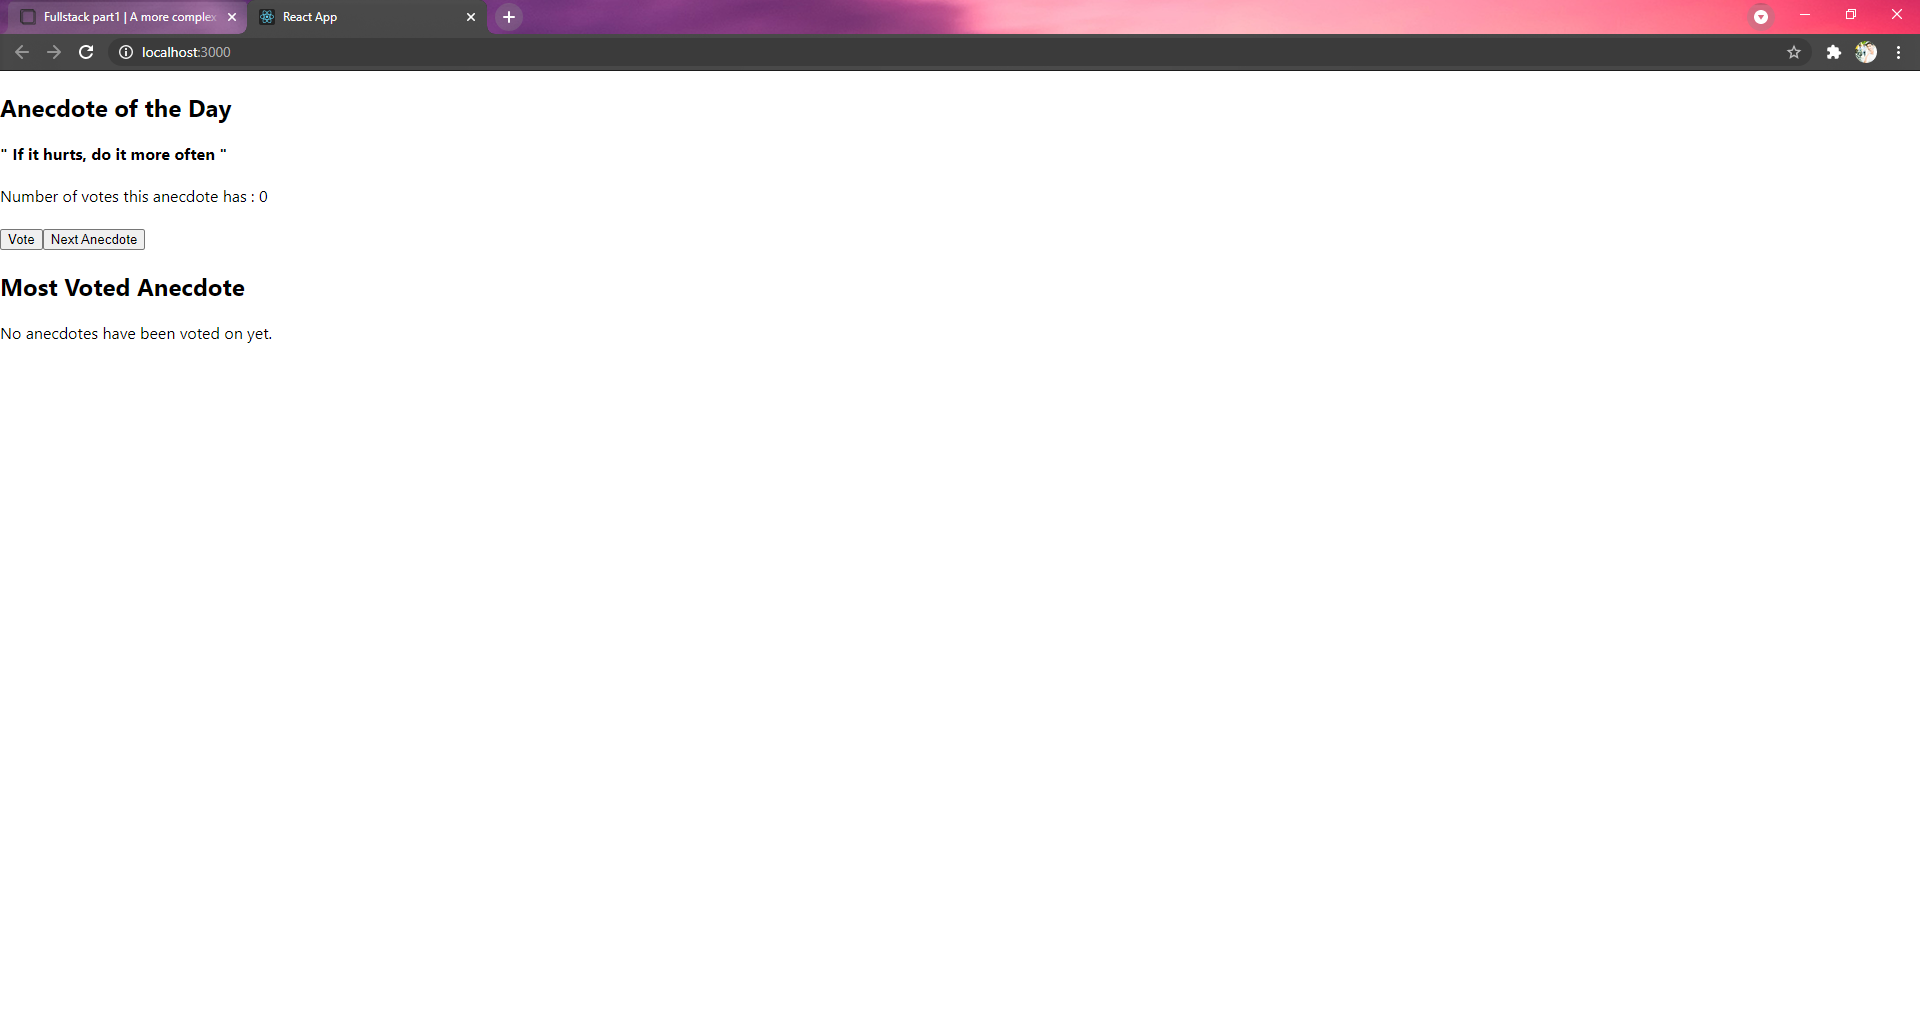 Fullstack part1 | A more complex
React App
localhost:3000
Anecdote of the Day
" If it hurts, do it more often "
Number of votes this anecdote has : 0
Vote Next Anecdote
Most Voted Anecdote
No anecdotes have been voted on yet.